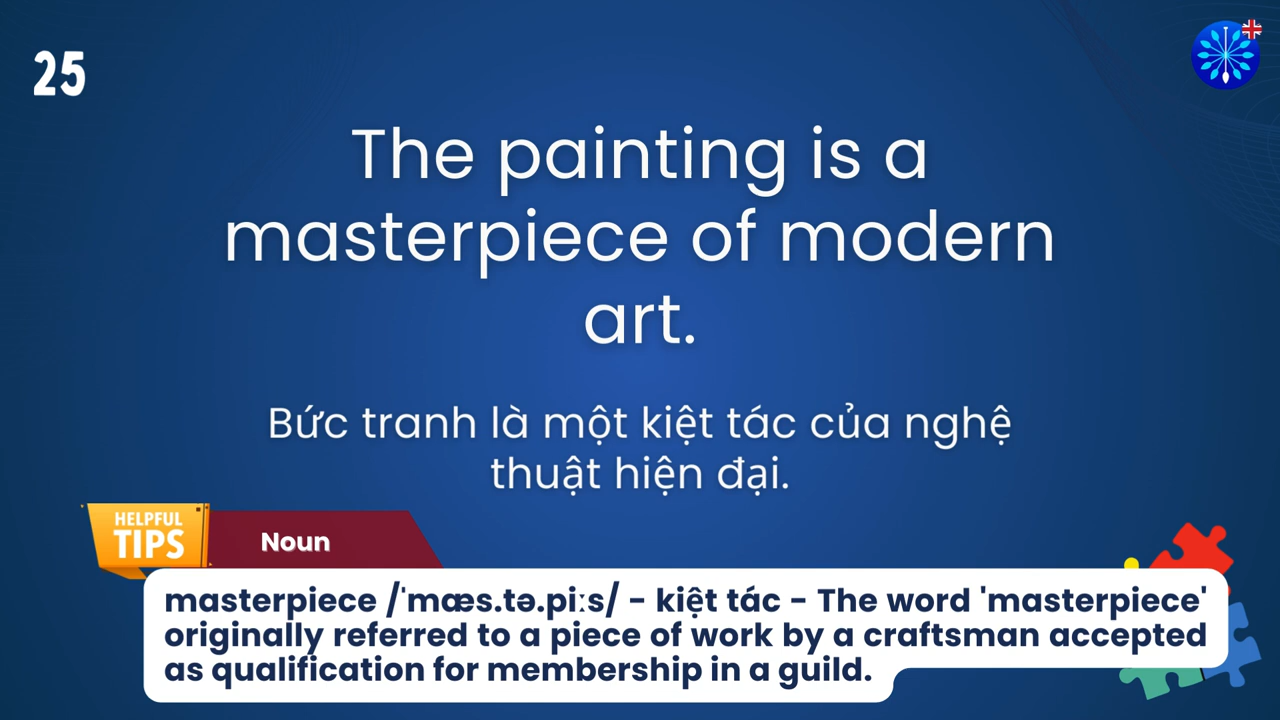 25
The painting is a
masterpiece of modern
art.
Bức tranh là một kiệt tác của nghệ
thuật hiện đại.
HELPFUL
TIPS
Noun
masterpiece /ˈmæs.tə.piːs/ - kiệt tác - The word 'masterpiece'
originally referred to a piece of work by a craftsman accepted
as qualification for membership in a guild.